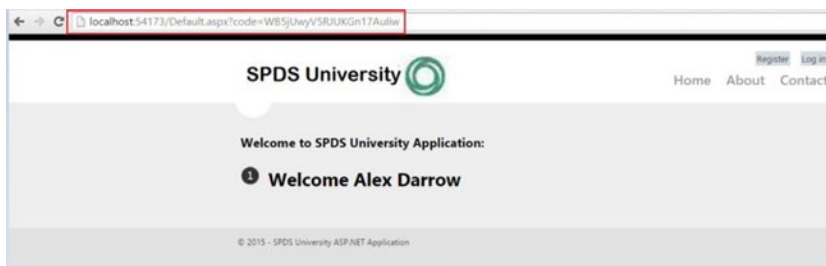 localhost:54173/Default.aspx?code=WB5jUwyV5RJUKGn17Auliw
Register Log in
SPDS University
Home About Contact
Welcome to SPDS University Application:
1 Welcome Alex Darrow
© 2015 - SPDS University ASP.NET Application